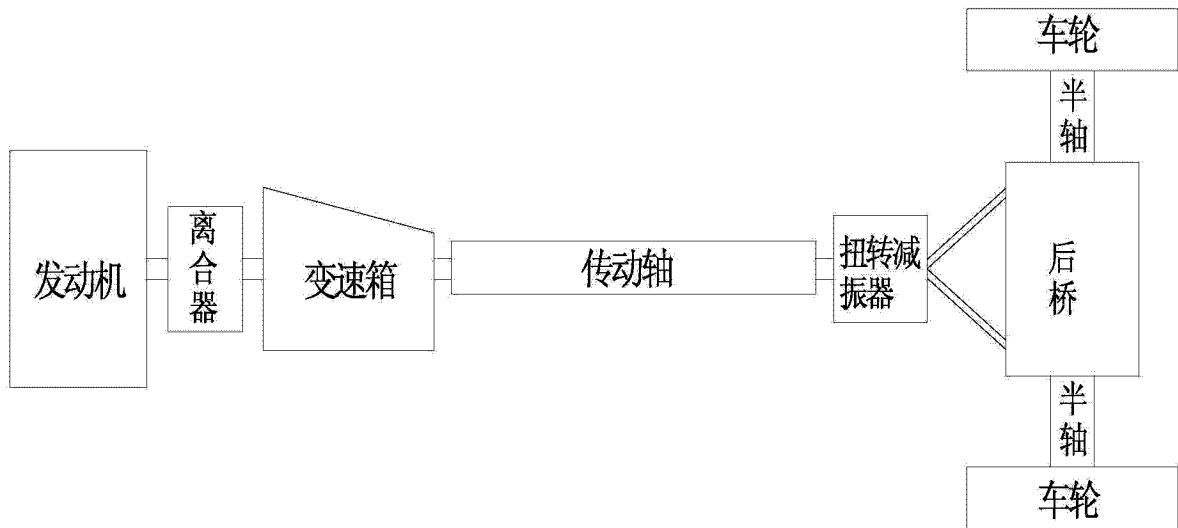 车轮
半
轴
发动机
离
合
器
变速箱
传动轴
扭转减
振器
后
桥
半
轴
车轮